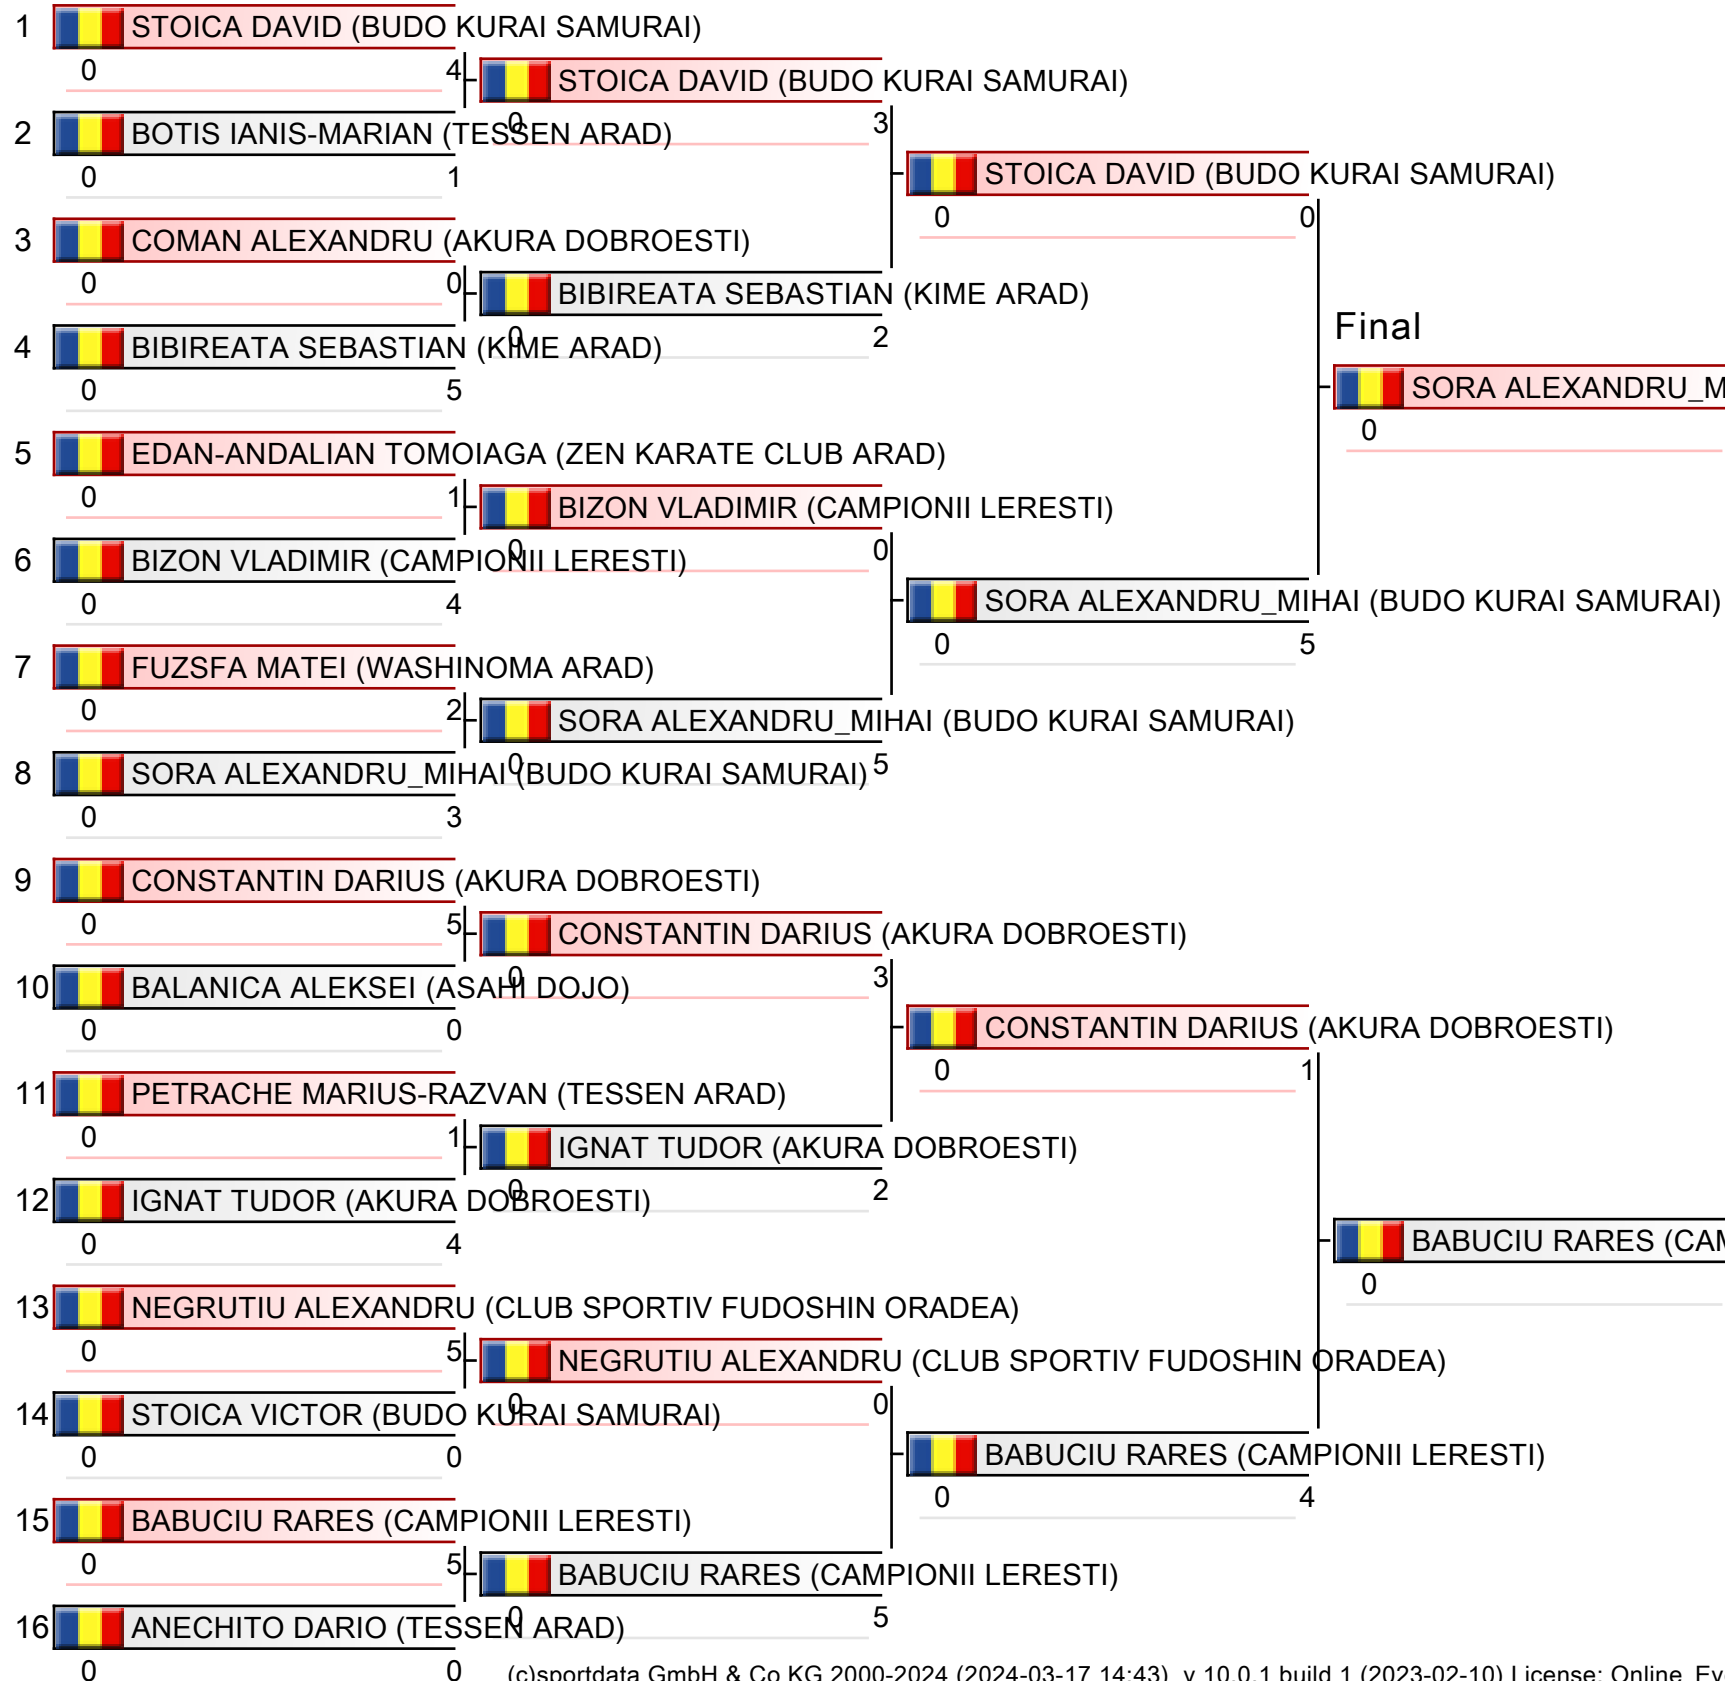 1 STOICA DAVID (BUDO KURAI SAMURAI)
0 4
STOICA DAVID (BUDO KURAI SAMURAI)
0 3
2 BOTIS IANIS-MARIAN (TESSEN ARAD)
0 1
STOICA DAVID (BUDO KURAI SAMURAI)
0 0
3 COMAN ALEXANDRU (AKURA DOBROESTI)
0 0
BIBIREATA SEBASTIAN (KIME ARAD)
0 2
4 BIBIREATA SEBASTIAN (KIME ARAD)
0 5
Final
SORA ALEXANDRU_M
0
5 EDAN-ANDALIAN TOMOIAGA (ZEN KARATE CLUB ARAD)
0 1
BIZON VLADIMIR (CAMPIONII LERESTI)
0 0
6 BIZON VLADIMIR (CAMPIONII LERESTI)
0 4
SORA ALEXANDRU_MIHAI (BUDO KURAI SAMURAI)
0 5
7 FUZSFA MATEI (WASHINOMA ARAD)
0 2
SORA ALEXANDRU_MIHAI (BUDO KURAI SAMURAI)
0 5
8 SORA ALEXANDRU_MIHAI (BUDO KURAI SAMURAI)
0 3
9 CONSTANTIN DARIUS (AKURA DOBROESTI)
0 5
CONSTANTIN DARIUS (AKURA DOBROESTI)
0 3
10 BALANICA ALEKSEI (ASAHI DOJO)
0 0
CONSTANTIN DARIUS (AKURA DOBROESTI)
0 1
11 PETRACHE MARIUS-RAZVAN (TESSEN ARAD)
0 1
IGNAT TUDOR (AKURA DOBROESTI)
0 2
12 IGNAT TUDOR (AKURA DOBROESTI)
0 4
BABUCIU RARES (CAM
0
13 NEGRUTIU ALEXANDRU (CLUB SPORTIV FUDOSHIN ORADEA)
0 5
NEGRUTIU ALEXANDRU (CLUB SPORTIV FUDOSHIN ORADEA)
0 0
14 STOICA VICTOR (BUDO KURAI SAMURAI)
0 0
BABUCIU RARES (CAMPIONII LERESTI)
0 4
15 BABUCIU RARES (CAMPIONII LERESTI)
0 5
BABUCIU RARES (CAMPIONII LERESTI)
0 5
16 ANECHITO DARIO (TESSEN ARAD)
0 0
(c)sportdata GmbH & Co KG 2000-2024 (2024-03-17 14:43) v 10.0.1 build 1 (2023-02-10) License: Online Eve